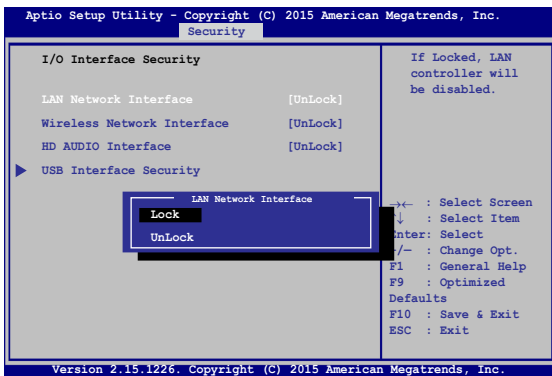 Aptio Setup Utility - Copyright (C) 2015 American Megatrends, Inc.
Security
I/O Interface Security
LAN Network Interface [UnLock]
Wireless Network Interface [UnLock]
HD AUDIO Interface [UnLock]
USB Interface Security
LAN Network Interface
Lock
UnLock
If Locked, LAN
controller will
be disabled.
→← : Select Screen
↑↓ : Select Item
Enter: Select
+/— : Change Opt.
F1 : General Help
F9 : Optimized
Defaults
F10 : Save & Exit
ESC : Exit
Version 2.15.1226. Copyright (C) 2015 American Megatrends, Inc.